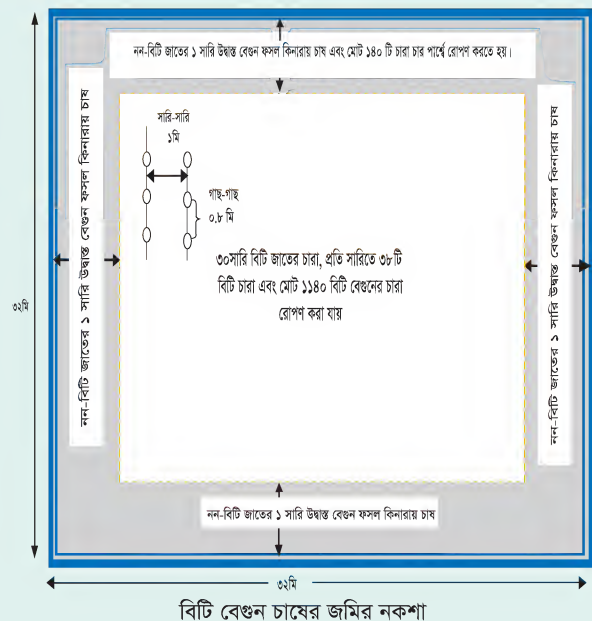 নন-বিটি জাতের ১ সারি উদ্বাস্ত বেগুন ফসল কিনারায় চাষ এবং মোট ১৪০ টি চারা চার পার্শ্বে রোপণ করতে হয়।
নন-বিটি জাতের ১ সারি উদ্বাস্ত বেগুন ফসল কিনারায় চাষ
সারি-সারি
১মি
গাছ-গাছ
০.৮ মি
৩০সারি বিটি জাতের চারা, প্রতি সারিতে ৩৮টি
বিটি চারা এবং মোট ১১৪০ বিটি বেগুনের চারা
রোপণ করা যায়
নন-বিটি জাতের ১ সারি উদ্বাস্ত বেগুন ফসল কিনারায় চাষ
৩২মি
নন-বিটি জাতের ১ সারি উদ্বাস্ত বেগুন ফসল কিনারায় চাষ
৩২মি
বিটি বেগুন চাষের জমির নকশা